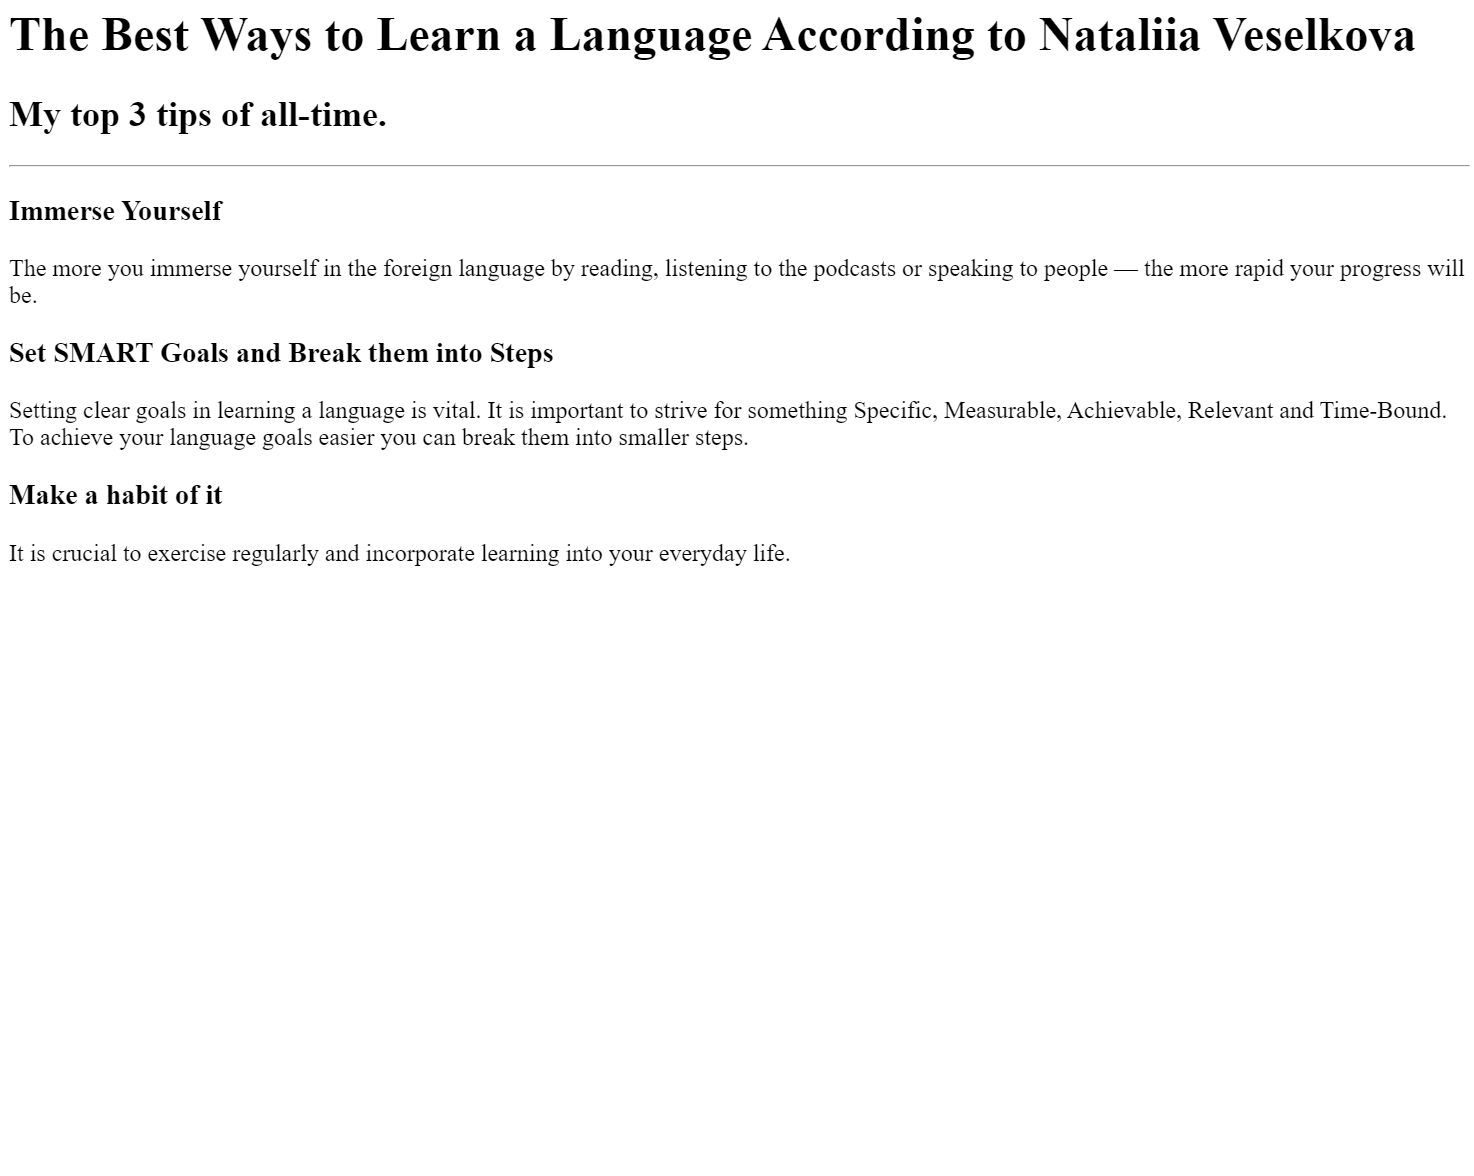 The Best Ways to Learn a Language According to Nataliia Veselkova
My top 3 tips of all-time.
Immerse Yourself
The more you immerse yourself in the foreign language by reading, listening to the podcasts or speaking to people — the more rapid your progress will
be.
Set SMART Goals and Break them into Steps
Setting clear goals in learning a language is vital. It is important to strive for something Specific, Measurable, Achievable, Relevant and Time-Bound.
To achieve your language goals easier you can break them into smaller steps.
Make a habit of it
It is crucial to exercise regularly and incorporate learning into your everyday life.